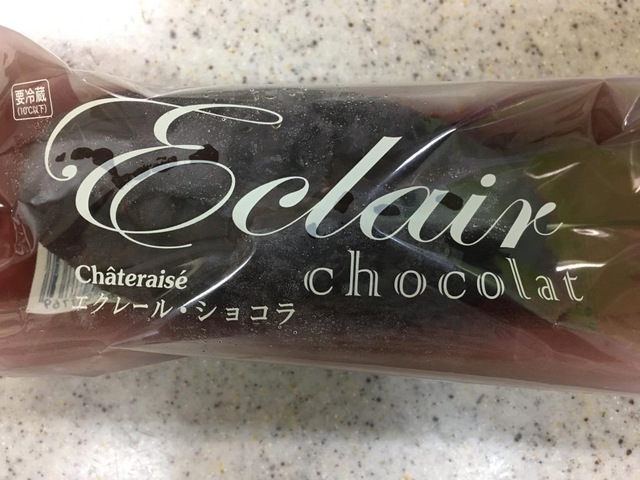 要冷蔵
(10℃以下)
Eclair
chocolat
Châteraisé
エクレール・ショコラ